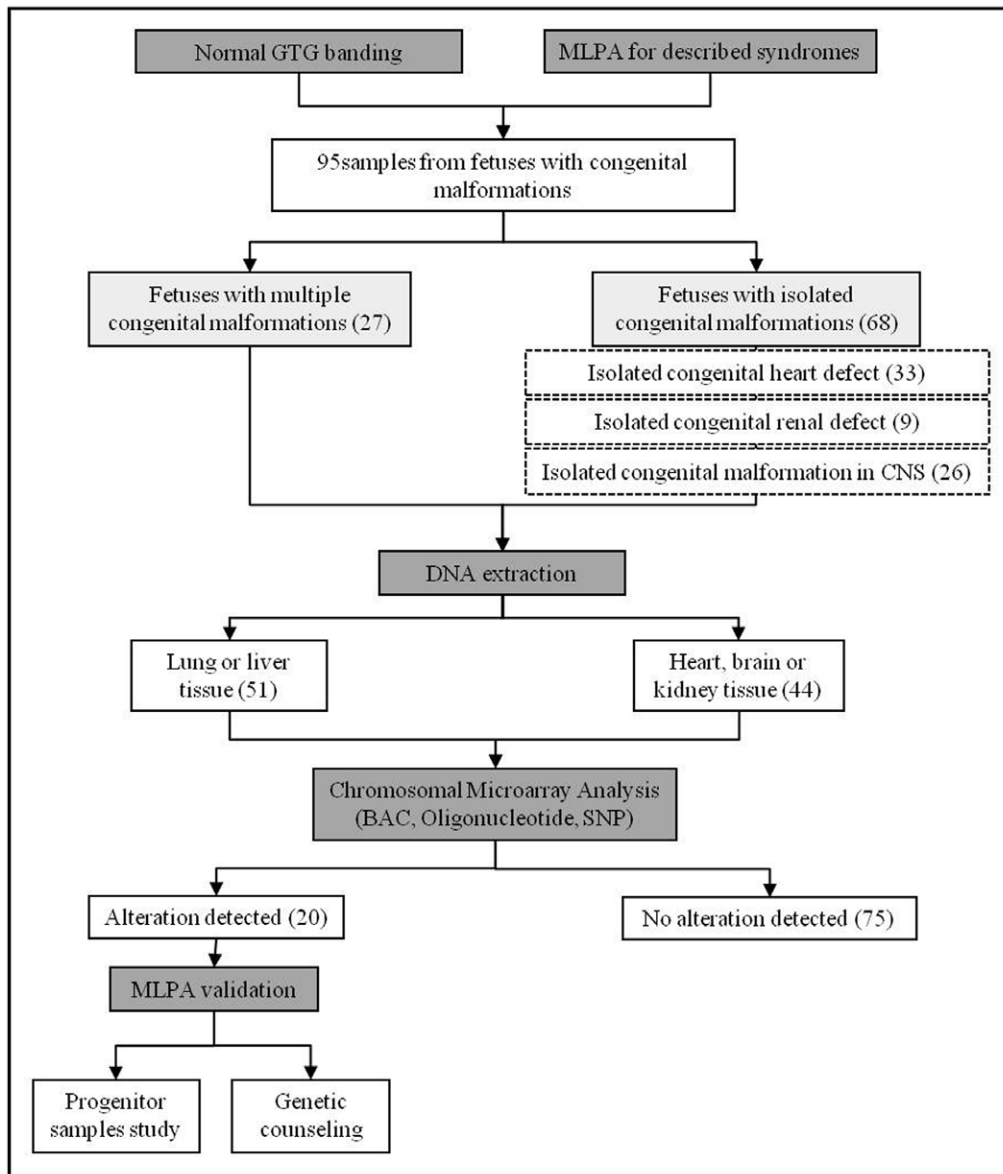 Normal GTG banding
MLPA for described syndromes
95samples from fetuses with congenital
malformations
Fetuses with multiple
congenital malformations (27)
Fetuses with isolated
congenital malformations (68)
Isolated congenital heart defect (33)
Isolated congenital renal defect (9)
Isolated congenital malformation in CNS (26)
DNA extraction
Lung or liver
tissue (51)
Heart, brain or
kidney tissue (44)
Chromosomal Microarray Analysis
(BAC, Oligonucleotide, SNP)
Alteration detected (20)
No alteration detected (75)
MLPA validation
Progenitor
samples study
Genetic
counseling